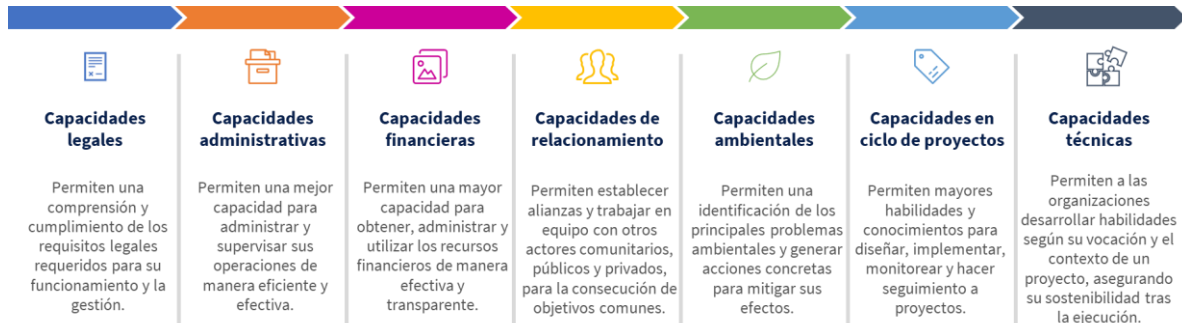 Capacidades
legales
Permiten una
comprensión y
cumplimiento de los
requisitos legales
requeridos para su
funcionamiento y la
gestión.
Capacidades
administrativas
Permiten una mejor
capacidad para
administrar y
supervisar sus
operaciones de
manera eficiente y
efectiva.
Capacidades
financieras
Permiten una mayor
capacidad para
obtener, administrar y
utilizar los recursos
financieros de manera
efectiva y
transparente.
Capacidades de
relacionamiento
Permiten establecer
alianzas y trabajar en
equipo con otros
actores comunitarios,
públicos y privados,
para la consecución de
objetivos comunes.
Capacidades
ambientales
Permiten una
identificación de los
principales problemas
ambientales y generar
acciones concretas
para mitigar sus
efectos.
Capacidades en
ciclo de proyectos
Permiten mayores
habilidades y
conocimientos para
diseñar, implementar,
monitorear y hacer
seguimiento a
proyectos.
Capacidades
técnicas
Permiten a las
organizaciones
desarrollar habilidades
según su vocación y el
contexto de un
proyecto, asegurando
su sostenibilidad tras
la ejecución.